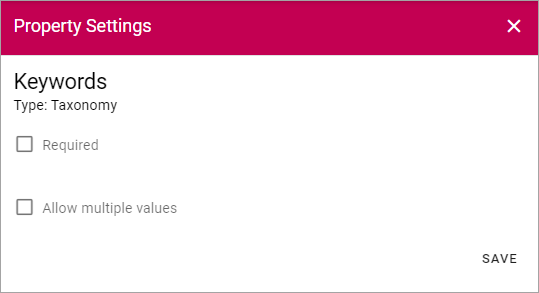 Property Settings
Keywords
Type: Taxonomy
Required
Allow multiple values
SAVE